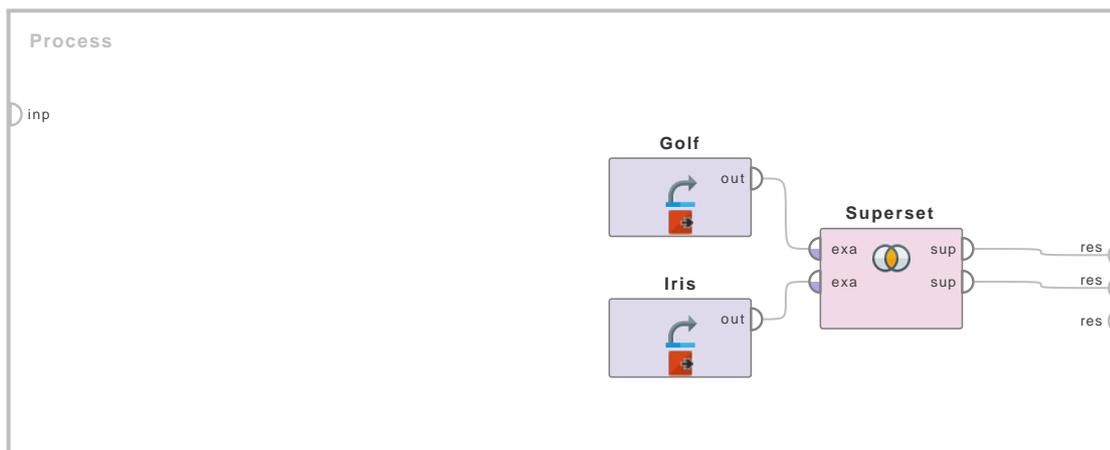 Process
inp
Golf
out
Superset
exa
sup
res
exa
sup
res
Iris
out
res